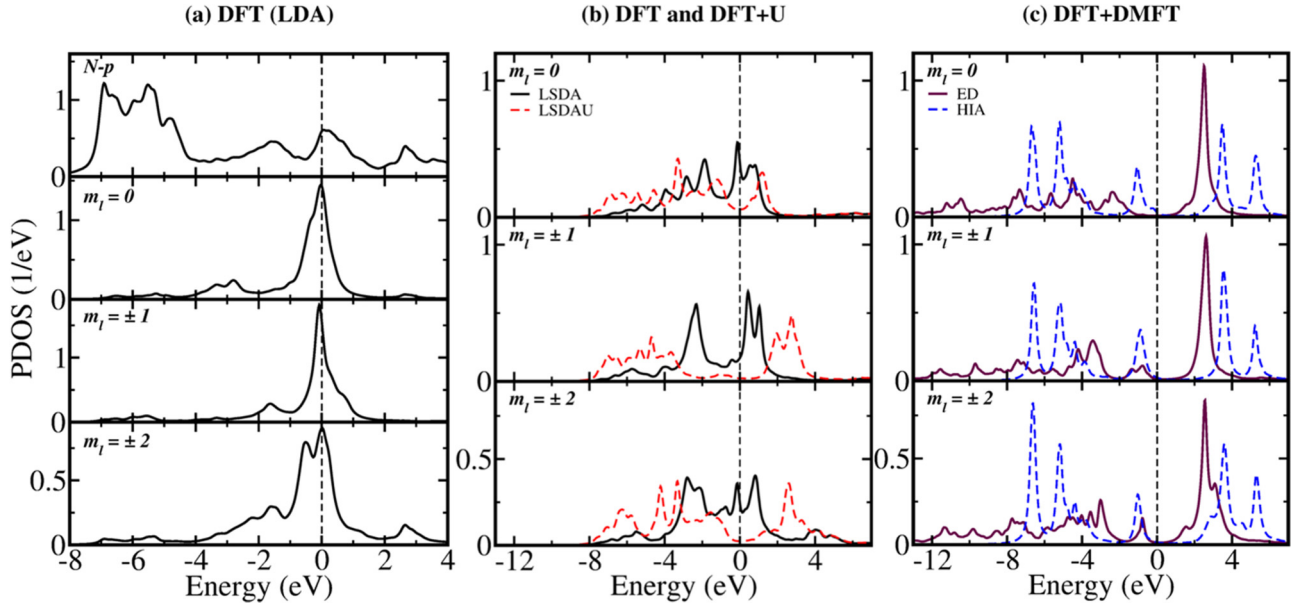 (a) DFT (LDA)
(b) DFT and DFT+U
(c) DFT+DMFT
PDOS (1/eV)
N-p
1
0
m_l = 0
1
0
m_l = ± 1
1
0
m_l = ± 2
0.5
0
-8 -6 -4 -2 0 2 4
Energy (eV)
m_l = 0
LSDA
LSDAU
1
0
m_l = ± 1
1
0
m_l = ± 2
0.5
0
-12 -8 -4 0 4
Energy (eV)
m_l = 0
ED
HIA
1
0
m_l = ± 1
1
0
m_l = ± 2
0.5
0
-12 -8 -4 0 4
Energy (eV)